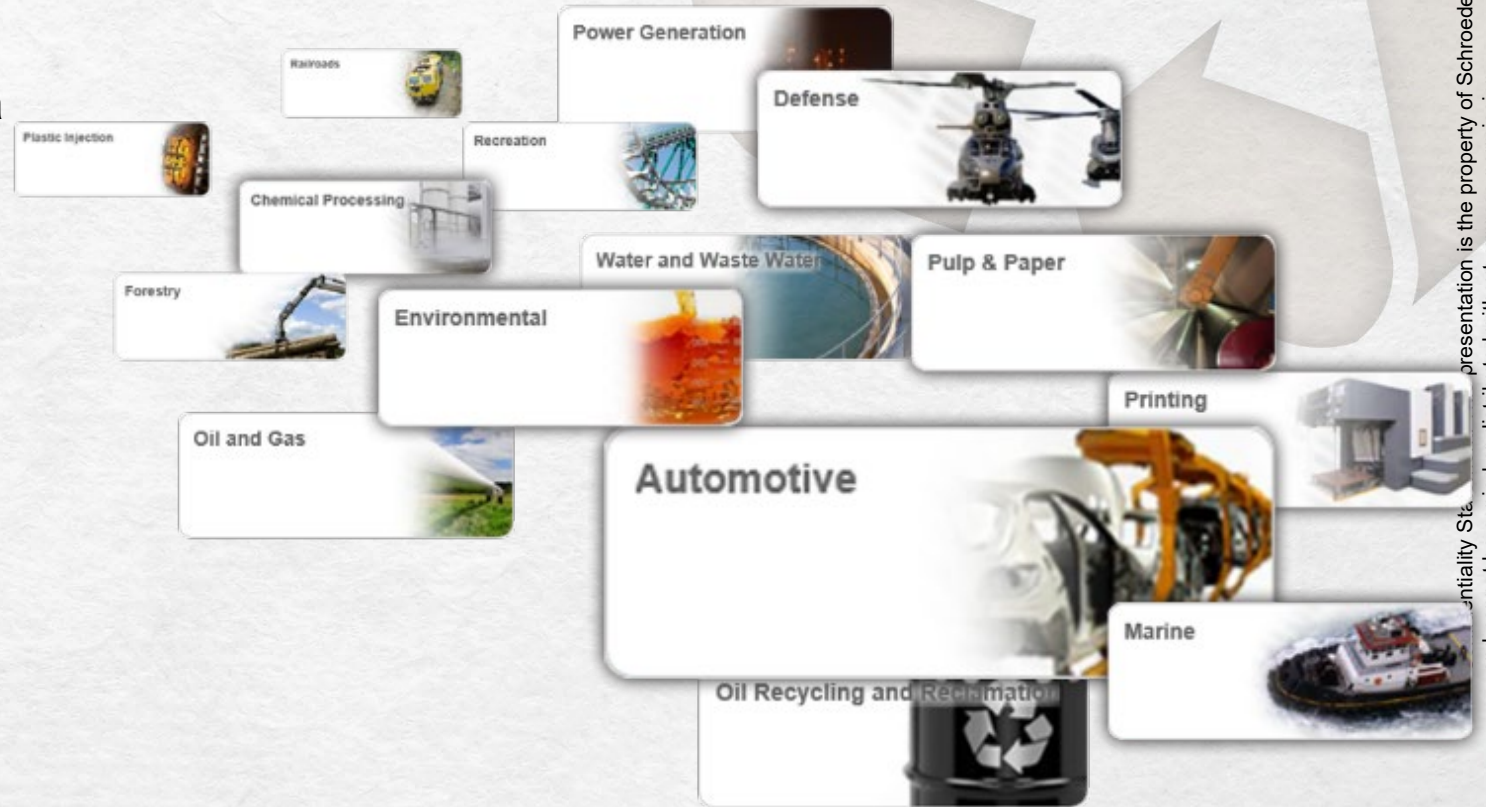 Power Generation
Railroads
Defense
Plastic Injection
Recreation
Chemical Processing
Water and Waste Water
Pulp & Paper
Forestry
Environmental
Printing
Oil and Gas
Automotive
Marine
Oil Recycling and Reclamation
presentation is the property of